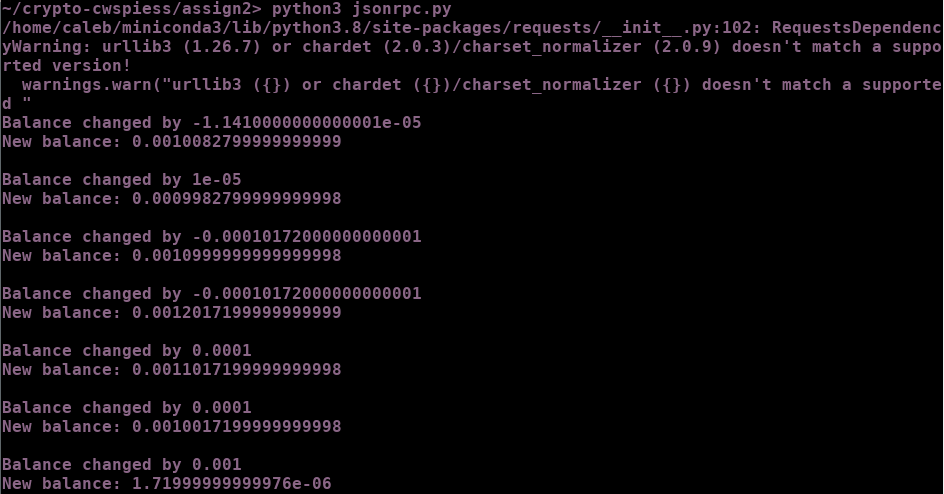 ~/crypto-cwspiess/assign2> python3 jsonrpc.py
/home/caleb/miniconda3/lib/python3.8/site-packages/requests/__init__.py:102: RequestsDependenc
yWarning: urllib3 (1.26.7) or chardet (2.0.3)/charset_normalizer (2.0.9) doesn't match a suppo
rted version!
  warnings.warn("urllib3 ({}) or chardet ({})/charset_normalizer ({}) doesn't match a supporte
d "
Balance changed by -1.1410000000000001e-05
New balance: 0.0010082799999999999

Balance changed by 1e-05
New balance: 0.0009982799999999998

Balance changed by -0.00010172000000000001
New balance: 0.0010999999999999998

Balance changed by -0.00010172000000000001
New balance: 0.0012017199999999999

Balance changed by 0.0001
New balance: 0.0011017199999999998

Balance changed by 0.0001
New balance: 0.0010017199999999998

Balance changed by 0.001
New balance: 1.71999999999976e-06